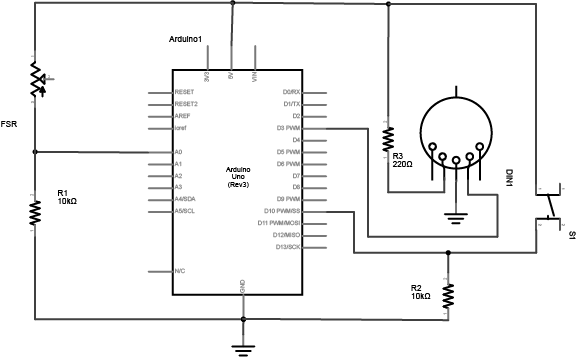 Arduino1
3V3
5V
VIN
RESET
RESET2
AREF
ioref
A0
A1
A2
A3
A4/SDA
A5/SCL
N/C
D0/RX
D1/TX
D2
D3 PWM
D4
D5 PWM
D6 PWM
D7
D8
D9 PWM
D10 PWM/SS
D11 PWM/MOSI
D12/MISO
D13/SCK
GND
Arduino
Uno
(Rev3)
FSR
R1
10kΩ
R3
220Ω
DIN1
S1
R2
10kΩ